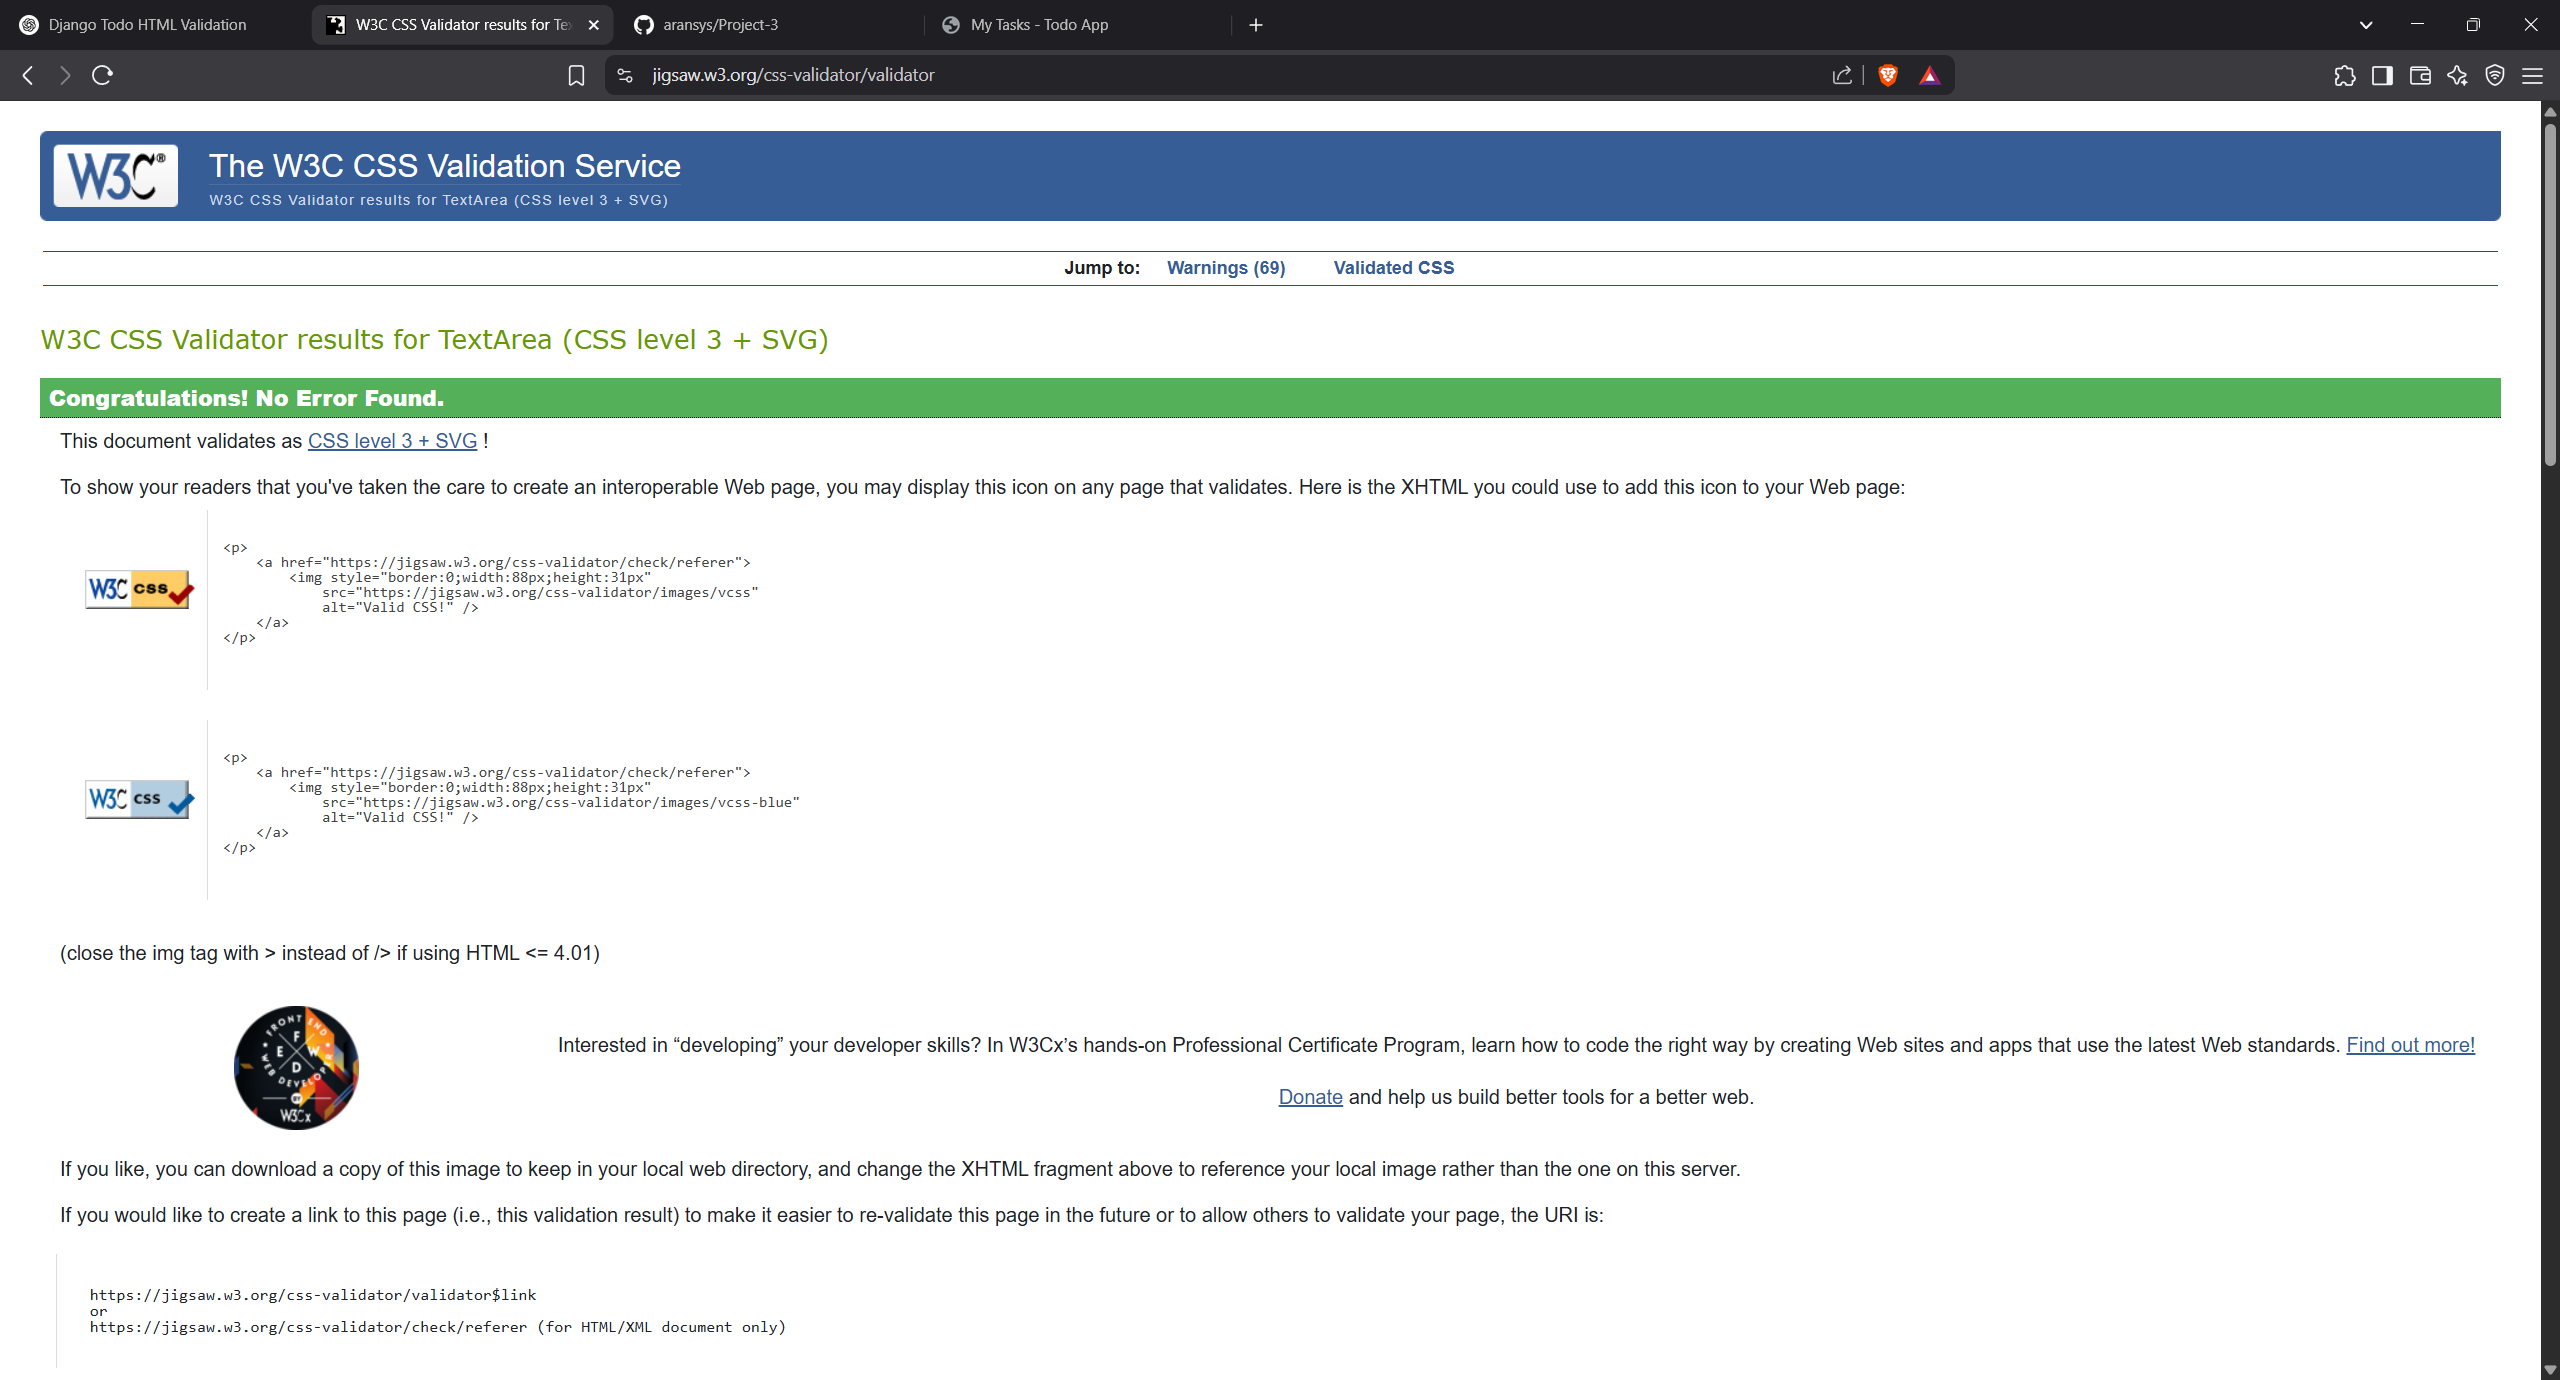 Django Todo HTML Validation
W3C CSS Validator results for Te
aransys/Project-3
My Tasks - Todo App
jigsaw.w3.org/css-validator/validator
W3C®
The W3C CSS Validation Service
W3C CSS Validator results for TextArea (CSS level 3 + SVG)
Jump to: Warnings (69) Validated CSS
W3C CSS Validator results for TextArea (CSS level 3 + SVG)
Congratulations! No Error Found.
This document validates as CSS level 3 + SVG !
To show your readers that you've taken the care to create an interoperable Web page, you may display this icon on any page that validates. Here is the XHTML you could use to add this icon to your Web page:
W3C css
<p>
<a href="https://jigsaw.w3.org/css-validator/check/referer">
<img style="border:0;width:88px;height:31px"
src="https://jigsaw.w3.org/css-validator/images/vcss"
alt="Valid CSS!" />
</a>
</p>
W3C css
<p>
<a href="https://jigsaw.w3.org/css-validator/check/referer">
<img style="border:0;width:88px;height:31px"
src="https://jigsaw.w3.org/css-validator/images/vcss-blue"
alt="Valid CSS!" />
</a>
</p>
(close the img tag with > instead of /> if using HTML <= 4.01)
FRONT END
F E W D
WEB DEVELOPER
BY
W3Cx
Interested in “developing” your developer skills? In W3Cx’s hands-on Professional Certificate Program, learn how to code the right way by creating Web sites and apps that use the latest Web standards. Find out more!
Donate and help us build better tools for a better web.
If you like, you can download a copy of this image to keep in your local web directory, and change the XHTML fragment above to reference your local image rather than the one on this server.
If you would like to create a link to this page (i.e., this validation result) to make it easier to re-validate this page in the future or to allow others to validate your page, the URI is:
https://jigsaw.w3.org/css-validator/validator$link
or
https://jigsaw.w3.org/css-validator/check/referer (for HTML/XML document only)